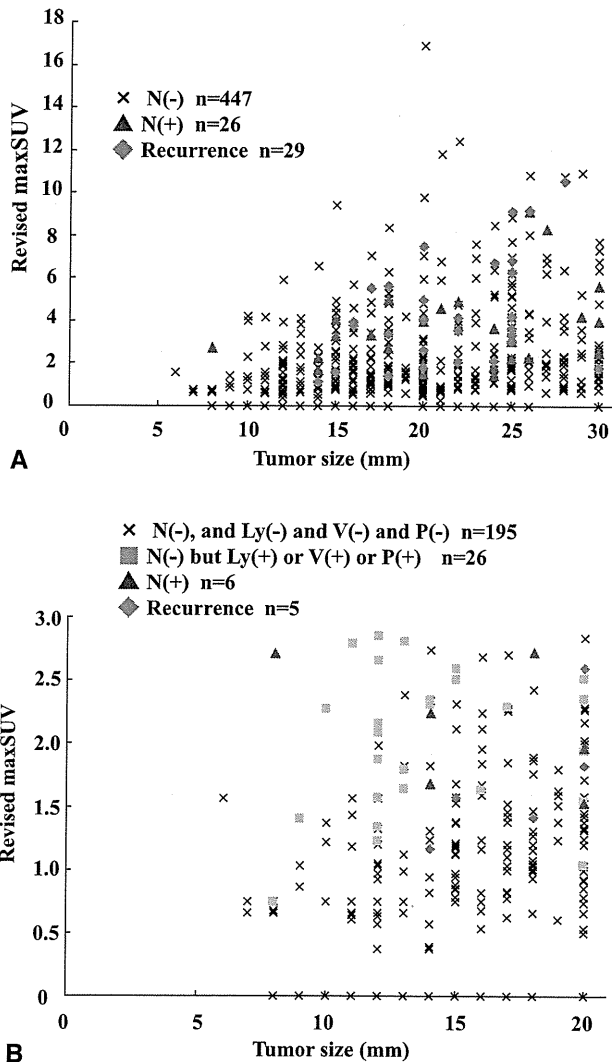 18
16
14
12
10
8
6
4
2
0
Revised maxSUV
N(-) n=447
N(+) n=26
Recurrence n=29
0
5
10
15
20
25
30
Tumor size (mm)
A
N(-), and Ly(-) and V(-) and P(-) n=195
N(-) but Ly(+) or V(+) or P(+) n=26
N(+) n=6
Recurrence n=5
3.0
2.5
2.0
1.5
1.0
0.5
0
Revised maxSUV
0
5
10
15
20
Tumor size (mm)
B